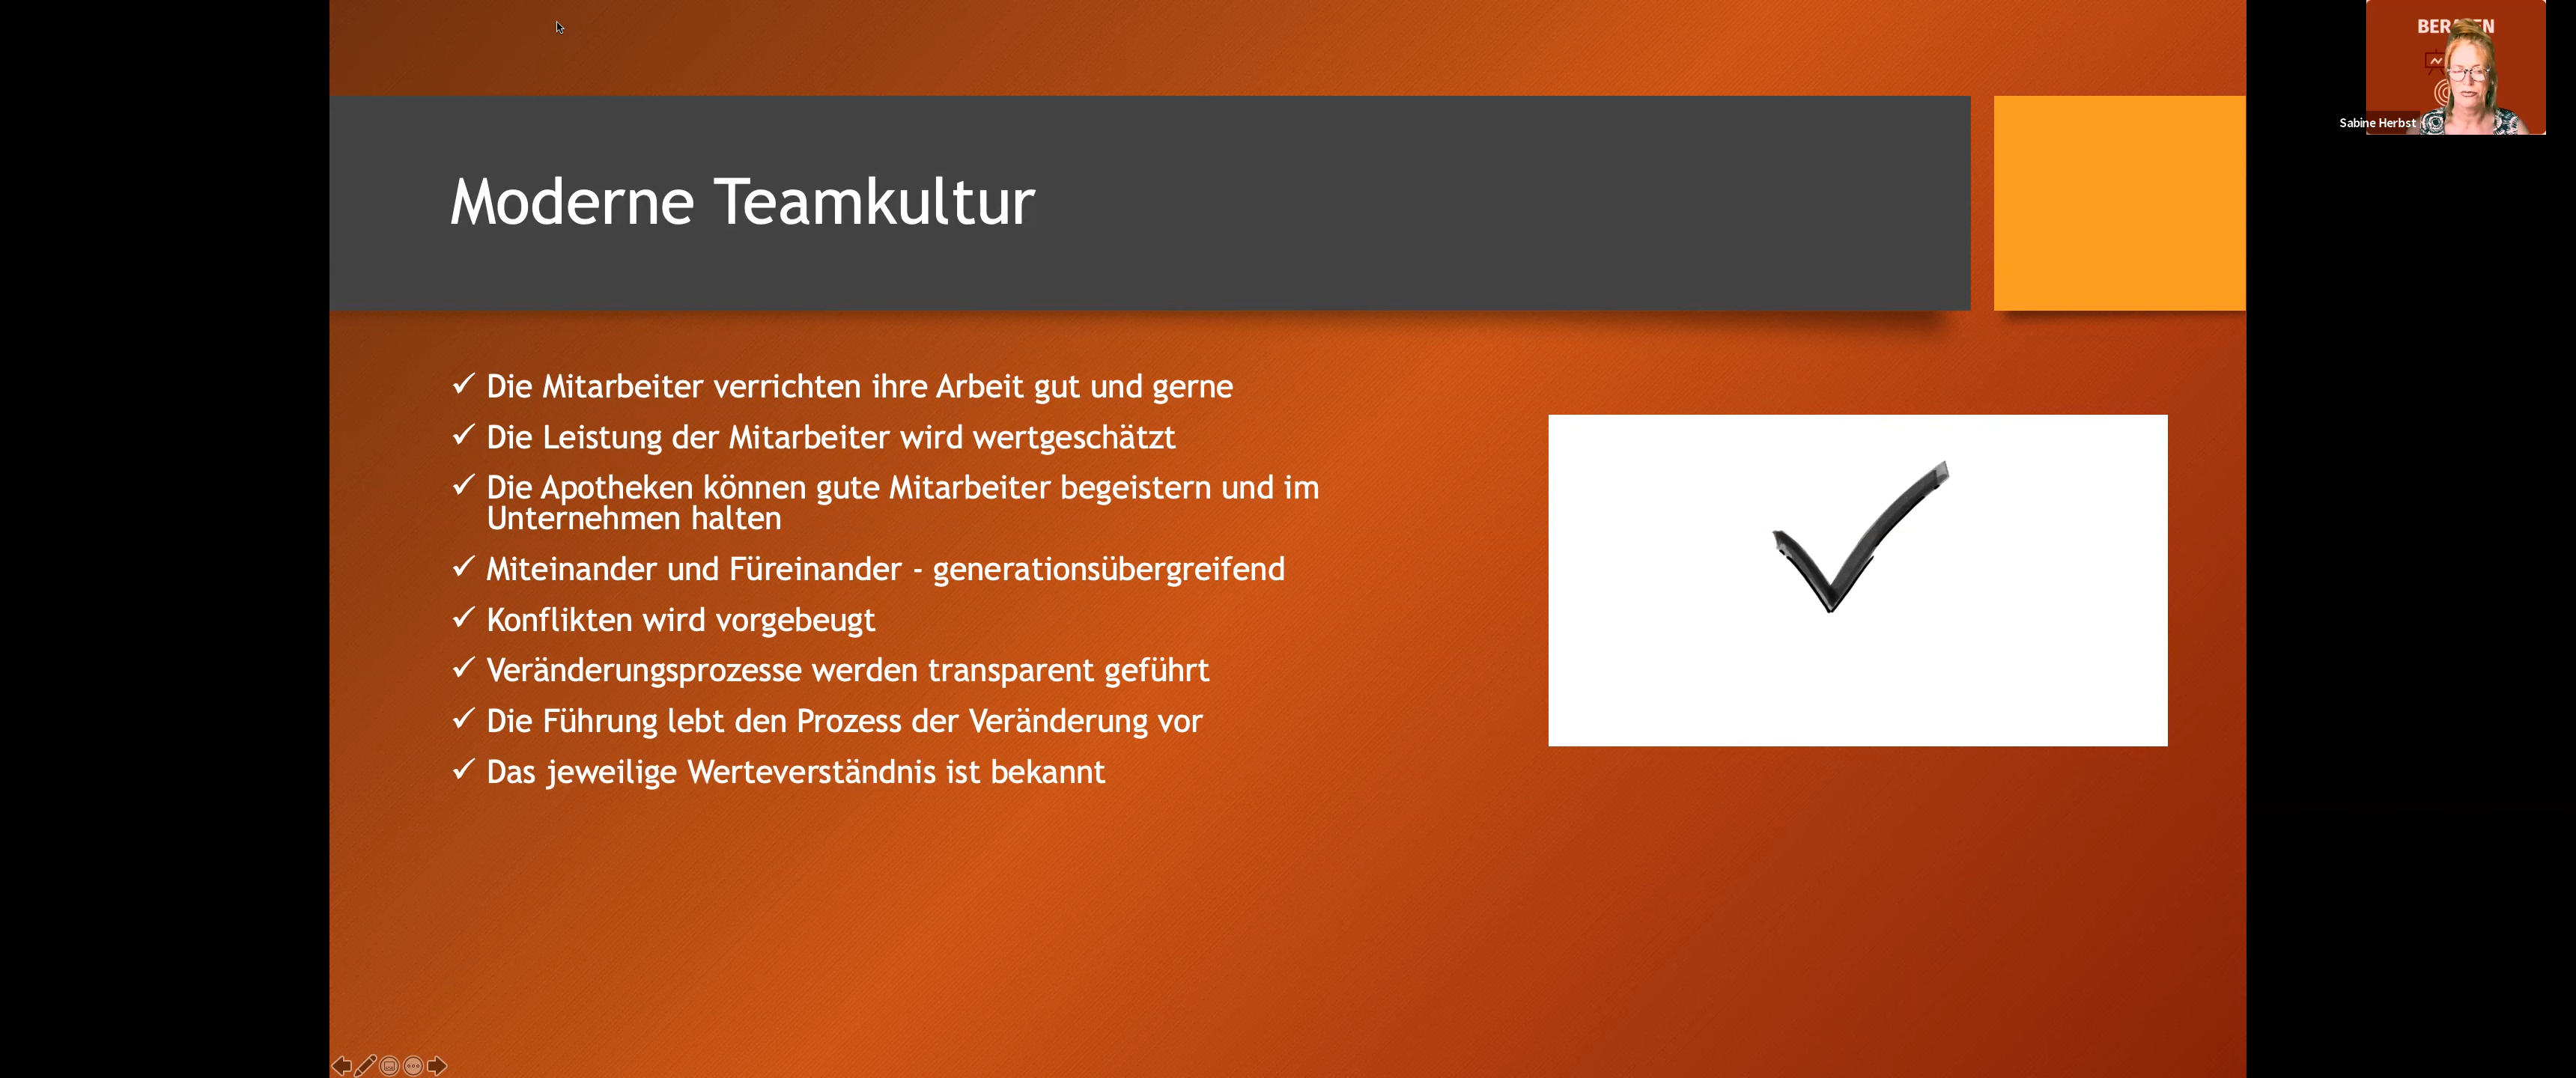 Moderne Teamkultur
✓ Die Mitarbeiter verrichten ihre Arbeit gut und gerne
✓ Die Leistung der Mitarbeiter wird wertgeschätzt
✓ Die Apotheken können gute Mitarbeiter begeistern und im
Unternehmen halten
✓ Miteinander und Füreinander - generationsübergreifend
✓ Konflikten wird vorgebeugt
✓ Veränderungsprozesse werden transparent geführt
✓ Die Führung lebt den Prozess der Veränderung vor
✓ Das jeweilige Werteverständnis ist bekannt
Sabine Herbst